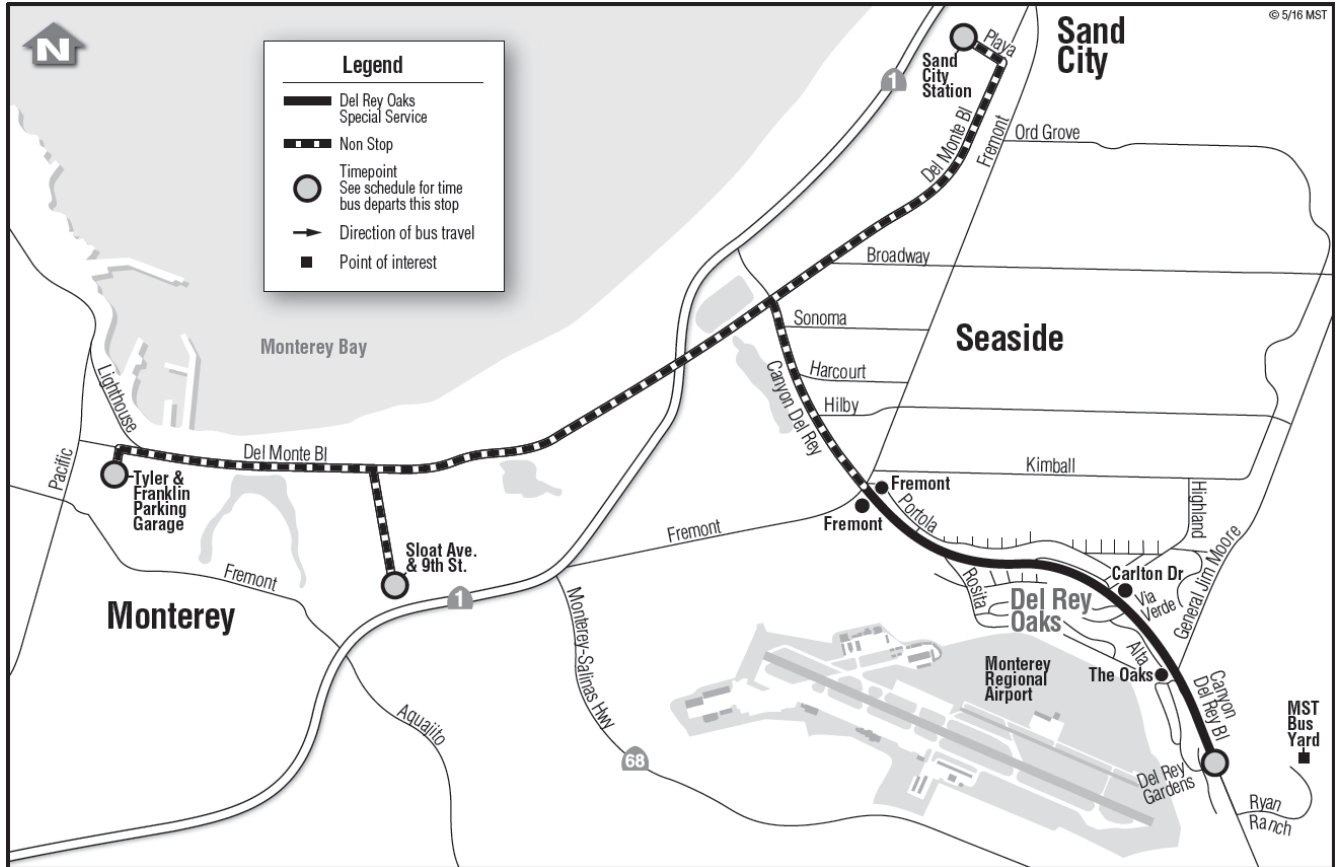 © 5/16 MST
N
Legend
Del Rey Oaks
Special Service
Non Stop
Timepoint
See schedule for time
bus departs this stop
Direction of bus travel
Point of interest
Sand
City
Playa
Sand
City
Station
1
Del Monte Bl
Fremont
Ord Grove
Broadway
Sonoma
Seaside
Harcourt
Hilby
Canyon Del Rey
Monterey Bay
Lighthouse
Pacific
Del Monte Bl
Tyler &
Franklin
Parking
Garage
Kimball
Fremont
Fremont
Portola
Highland
Fremont
Sloat Ave.
& 9th St.
1
Fremont
Monterey
Carlton Dr
Via
Verde
General Jim Moore
Rosita
Del Rey
Oaks
Alta
The Oaks
Monterey
Regional
Airport
Monterey-Salinas Hwy
68
Aquajito
Canyon
Del Rey Bl
MST
Bus
Yard
Del Rey
Gardens
Ryan
Ranch